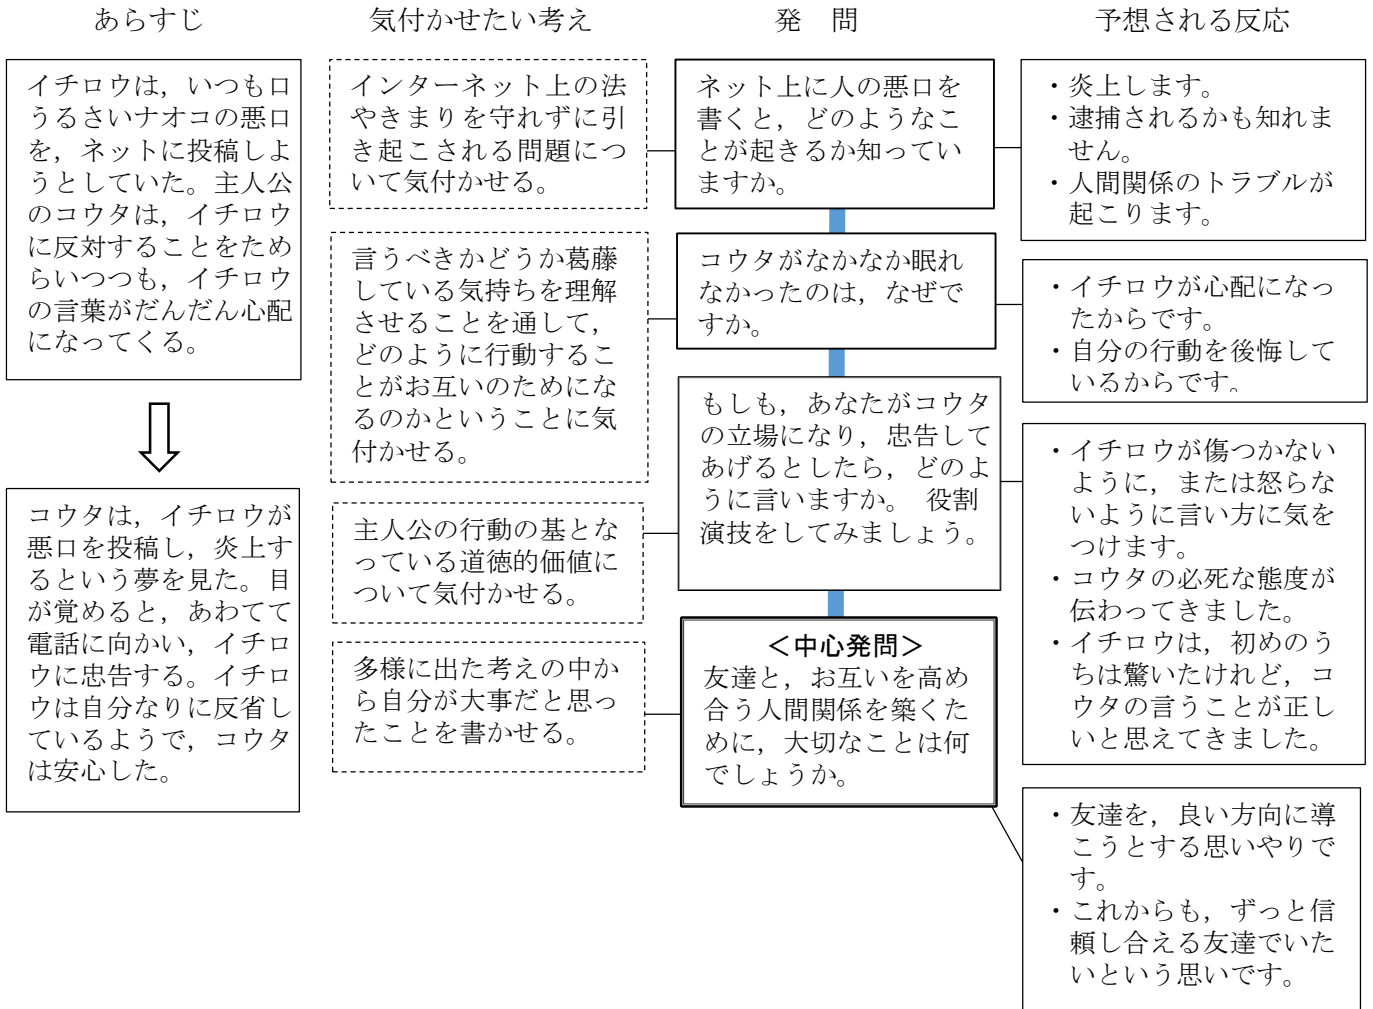 あらすじ
気付かせたい考え
発　問
予想される反応
イチロウは，いつも口
うるさいナオコの悪口
を，ネットに投稿しよ
うとしていた。主人公
のコウタは，イチロウ
に反対することをため
らいつつも，イチロウ
の言葉がだんだん心配
になってくる。
コウタは，イチロウが
悪口を投稿し，炎上す
るという夢を見た。目
が覚めると，あわてて
電話に向かい，イチロ
ウに忠告する。イチロ
ウは自分なりに反省し
ているようで，コウタ
は安心した。
インターネット上の法
やきまりを守れずに引
き起こされる問題につ
いて気付かせる。
言うべきかどうか葛藤
している気持ちを理解
させることを通して，
どのように行動するこ
とがお互いのためにな
るのかということに気
付かせる。
主人公の行動の基とな
っている道徳的価値に
ついて気付かせる。
多様に出た考えの中か
ら自分が大事だと思っ
たことを書かせる。
ネット上に人の悪口を
書くと，どのようなこ
とが起きるか知ってい
ますか。
コウタがなかなか眠れ
なかったのは，なぜで
すか。
もしも，あなたがコウタ
の立場になり，忠告して
あげるとしたら，どのよ
うに言いますか。 役割
演技をしてみましょう。
＜中心発問＞
友達と，お互いを高め
合う人間関係を築くた
めに，大切なことは何
でしょうか。
・炎上します。
・逮捕されるかも知れま
せん。
・人間関係のトラブルが
起こります。
・イチロウが心配になっ
たからです。
・自分の行動を後悔して
いるからです。
・イチロウが傷つかない
ように，または怒らな
いように言い方に気を
つけます。
・コウタの必死な態度が
伝わってきました。
・イチロウは，初めのう
ちは驚いたけれど，コ
ウタの言うことが正し
いと思えてきました。
・友達を，良い方向に導
こうとする思いやりで
す。
・これからも，ずっと信
頼し合える友達でいた
いという思いです。